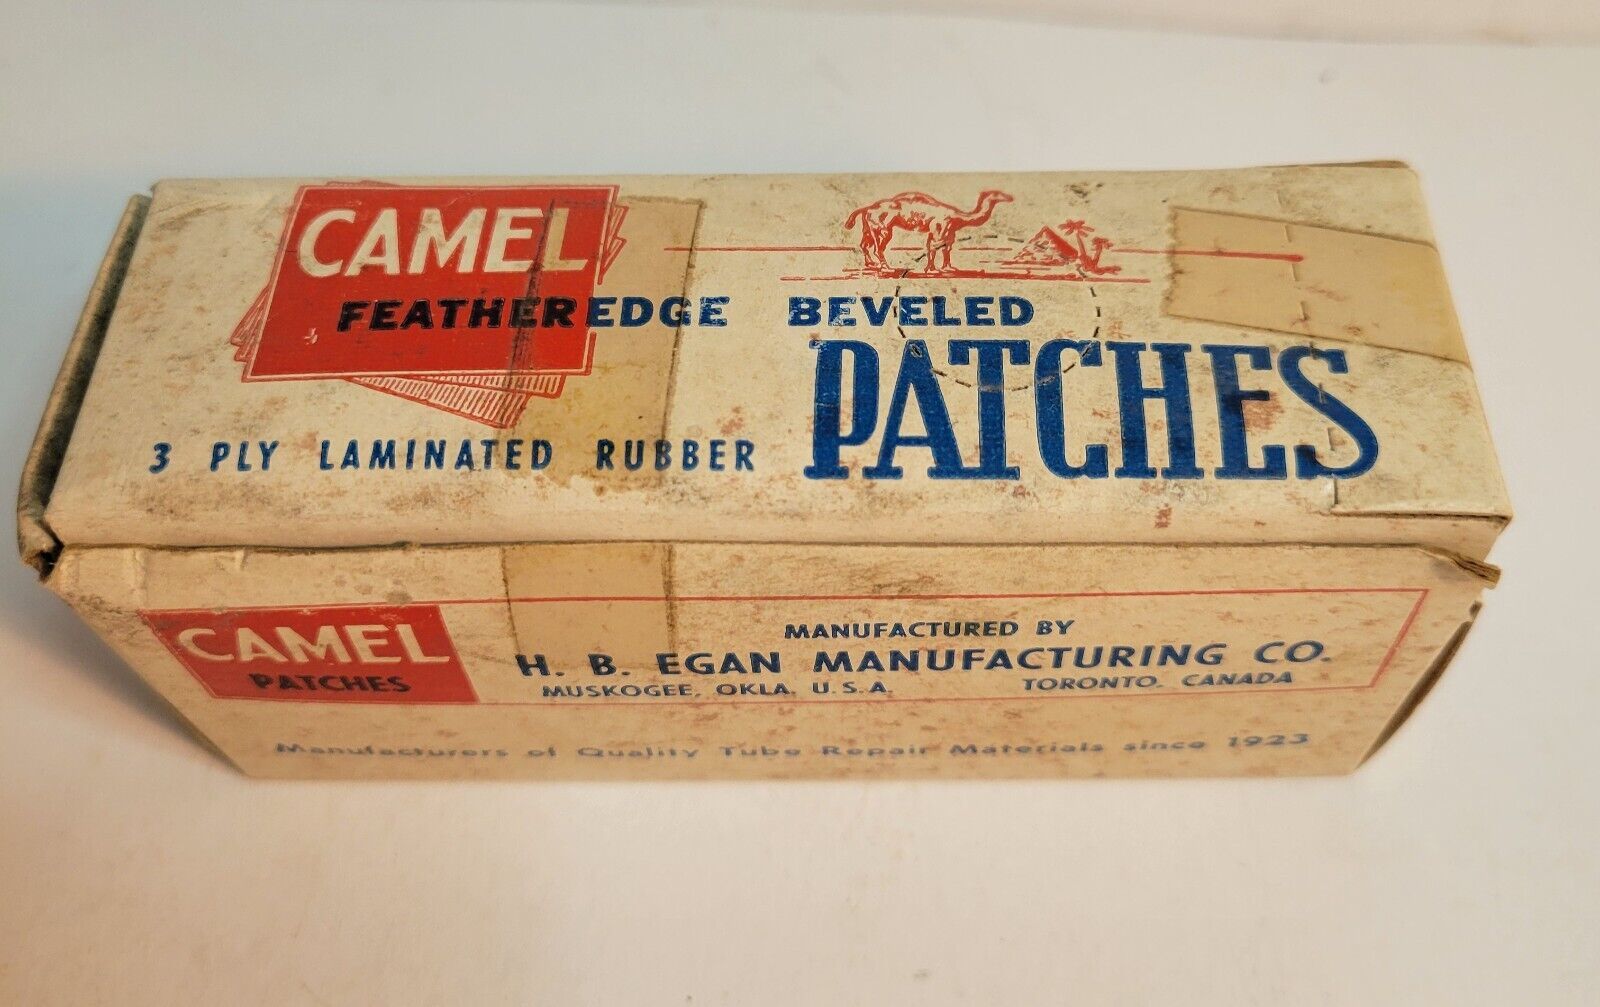 CAMEL
FEATHEREDGE BEVELED
PATCHES
3 PLY LAMINATED RUBBER
CAMEL
PATCHES
MANUFACTURED BY
H. B. EGAN MANUFACTURING CO.
MUSKOGEE, OKLA. U.S.A. TORONTO. CANADA
Manufacturers of Quality Tube Repair Materials since 1923